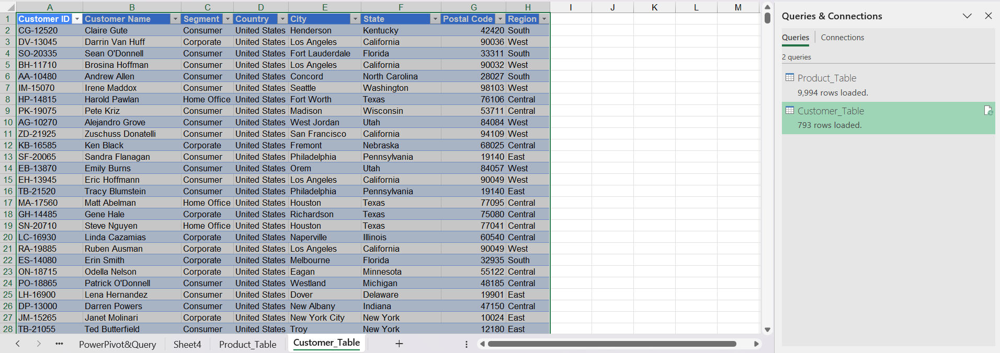 A B C D E F G H I J K L M
1 Customer ID Customer Name Segment Country City State Postal Code Region
2 CG-12520 Claire Gute Consumer United States Henderson Kentucky 42420 South
3 DV-13045 Darrin Van Huff Corporate United States Los Angeles California 90036 West
4 SO-20335 Sean O'Donnell Consumer United States Fort Lauderdale Florida 33311 South
5 BH-11710 Brosina Hoffman Consumer United States Los Angeles California 90032 West
6 AA-10480 Andrew Allen Consumer United States Concord North Carolina 28027 South
7 IM-15070 Irene Maddox Consumer United States Seattle Washington 98103 West
8 HP-14815 Harold Pawlan Home Office United States Fort Worth Texas 76106 Central
9 PK-19075 Pete Kriz Consumer United States Madison Wisconsin 53711 Central
10 AG-10270 Alejandro Grove Consumer United States West Jordan Utah 84084 West
11 ZD-21925 Zuschuss Donatelli Consumer United States San Francisco California 94109 West
12 KB-16585 Ken Black Corporate United States Fremont Nebraska 68025 Central
13 SF-20065 Sandra Flanagan Consumer United States Philadelphia Pennsylvania 19140 East
14 EB-13870 Emily Burns Consumer United States Orem Utah 84057 West
15 EH-13945 Eric Hoffmann Consumer United States Los Angeles California 90049 West
16 TB-21520 Tracy Blumstein Consumer United States Philadelphia Pennsylvania 19140 East
17 MA-17560 Matt Abelman Home Office United States Houston Texas 77095 Central
18 GH-14485 Gene Hale Corporate United States Richardson Texas 75080 Central
19 SN-20710 Steve Nguyen Home Office United States Houston Texas 77041 Central
20 LC-16930 Linda Cazamias Corporate United States Naperville Illinois 60540 Central
21 RA-19885 Ruben Ausman Corporate United States Los Angeles California 90049 West
22 ES-14080 Erin Smith Corporate United States Melbourne Florida 32935 South
23 ON-18715 Odella Nelson Corporate United States Eagan Minnesota 55122 Central
24 PO-18865 Patrick O'Donnell Consumer United States Westland Michigan 48185 Central
25 LH-16900 Lena Hernandez Consumer United States Dover Delaware 19901 East
26 DP-13000 Darren Powers Consumer United States New Albany Indiana 47150 Central
27 JM-15265 Janet Molinari Corporate United States New York City New York 10024 East
28 TB-21055 Ted Butterfield Consumer United States Troy New York 12180 East
PowerPivot&Query Sheet4 Product_Table Customer_Table
Queries & Connections
Queries Connections
2 queries
Product_Table
9,994 rows loaded.
Customer_Table
793 rows loaded.